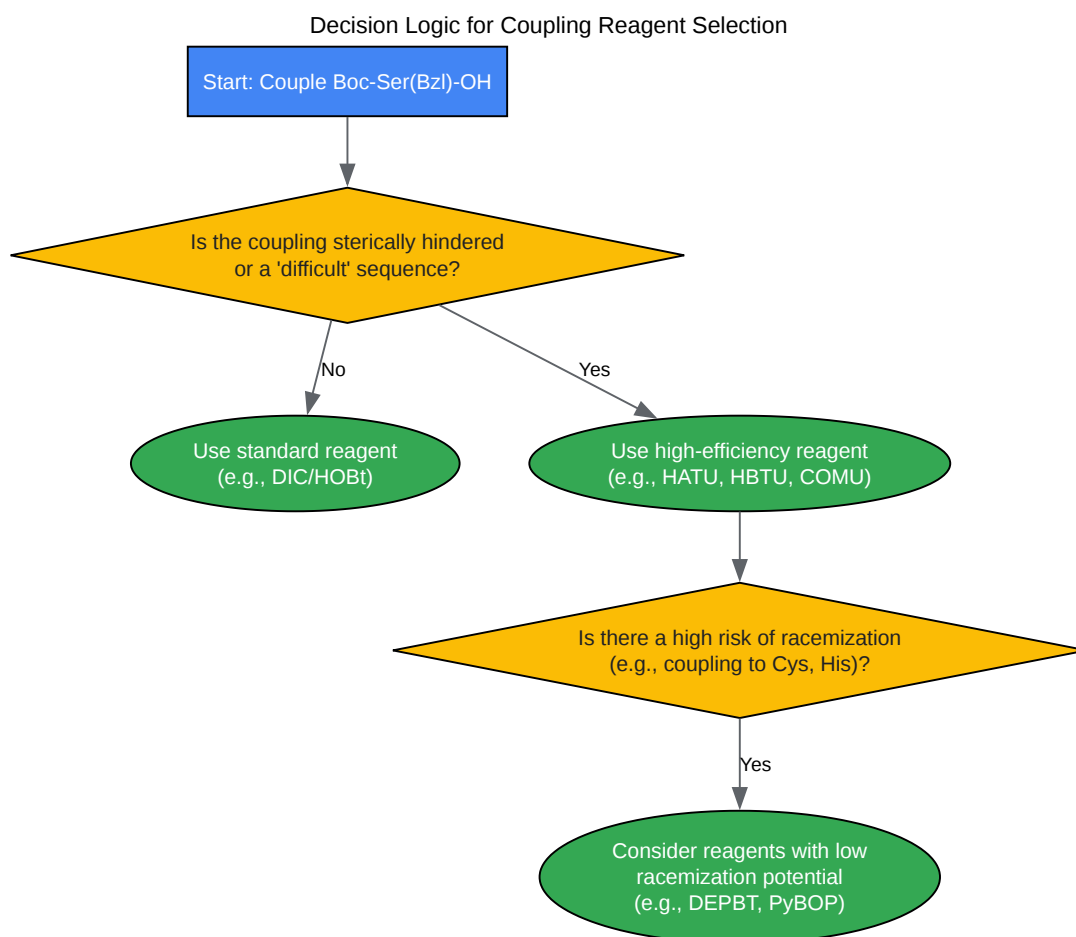 Decision Logic for Coupling Reagent Selection
Start: Couple Boc-Ser(Bzl)-OH
Is the coupling sterically hindered
or a 'difficult' sequence?
No
Yes
Use standard reagent
(e.g., DIC/HOBt)
Use high-efficiency reagent
(e.g., HATU, HBTU, COMU)
Is there a high risk of racemization
(e.g., coupling to Cys, His)?
Yes
Consider reagents with low
racemization potential
(e.g., DEPBT, PyBOP)